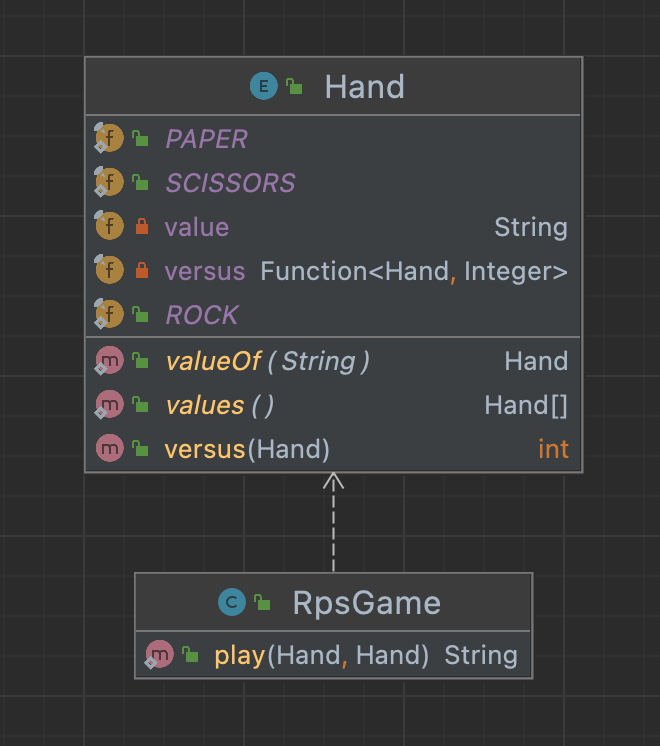 E Hand
f PAPER
f SCISSORS
f value String
f versus Function<Hand, Integer>
f ROCK
m valueOf(String) Hand
m values() Hand[]
m versus(Hand) int
C RpsGame
m play(Hand, Hand) String